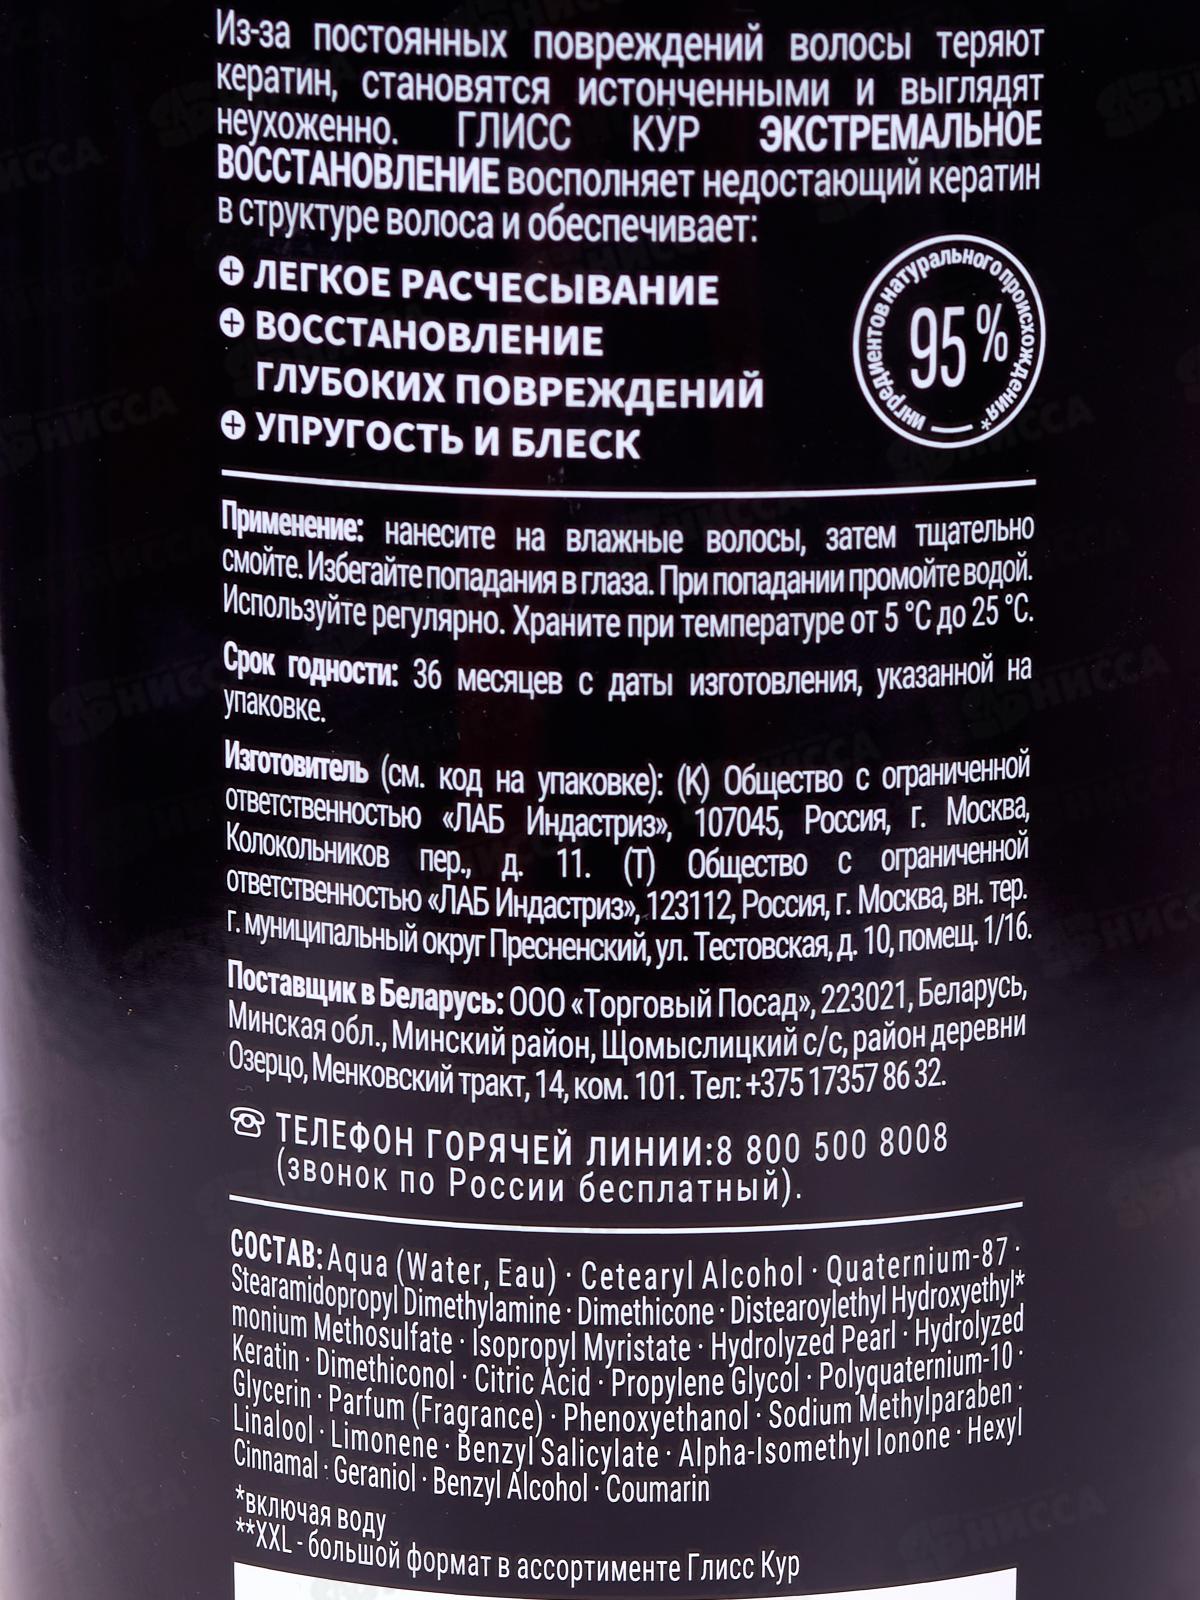 Из-за постоянных повреждений волосы теряют
кератин, становятся истонченными и выглядят
неухоженно. ГЛИСС КУР ЭКСТРЕМАЛЬНОЕ
ВОССТАНОВЛЕНИЕ восполняет недостающий кератин
в структуре волоса и обеспечивает:
ЛЕГКОЕ РАСЧЕСЫВАНИЕ
ВОССТАНОВЛЕНИЕ
ГЛУБОКИХ ПОВРЕЖДЕНИЙ
УПРУГОСТЬ И БЛЕСК
95%
ингредиентов натурального происхождения*
Применение: нанесите на влажные волосы, затем тщательно
смойте. Избегайте попадания в глаза. При попадании промойте водой.
Используйте регулярно. Храните при температуре от 5 °C до 25 °C.
Срок годности: 36 месяцев с даты изготовления, указанной на
упаковке.
Изготовитель (см. код на упаковке): (К) Общество с ограниченной
ответственностью «ЛАБ Индастриз», 107045, Россия, г. Москва,
Колокольников пер., д. 11. (Т) Общество с ограниченной
ответственностью «ЛАБ Индастриз», 123112, Россия, г. Москва, вн. тер.
г. муниципальный округ Пресненский, ул. Тестовская, д. 10, помещ. 1/16.
Поставщик в Беларусь: ООО «Торговый Посад», 223021, Беларусь,
Минская обл., Минский район, Щомыслицкий с/с, район деревни
Озерцо, Менковский тракт, 14, ком. 101. Тел: +375 17357 86 32.
ТЕЛЕФОН ГОРЯЧЕЙ ЛИНИИ:8 800 500 8008
(звонок по России бесплатный).
СОСТАВ: Aqua (Water, Eau) · Cetearyl Alcohol · Quaternium-87 ·
Stearamidopropyl Dimethylamine · Dimethicone · Distearoylethyl Hydroxyethyl*
monium Methosulfate · Isopropyl Myristate · Hydrolyzed Pearl · Hydrolyzed
Keratin · Dimethiconol · Citric Acid · Propylene Glycol · Polyquaternium-10 ·
Glycerin · Parfum (Fragrance) · Phenoxyethanol · Sodium Methylparaben ·
Linalool · Limonene · Benzyl Salicylate · Alpha-Isomethyl Ionone · Hexyl
Cinnamal · Geraniol · Benzyl Alcohol · Coumarin
*включая воду
**XXL - большой формат в ассортименте Глисс Кур